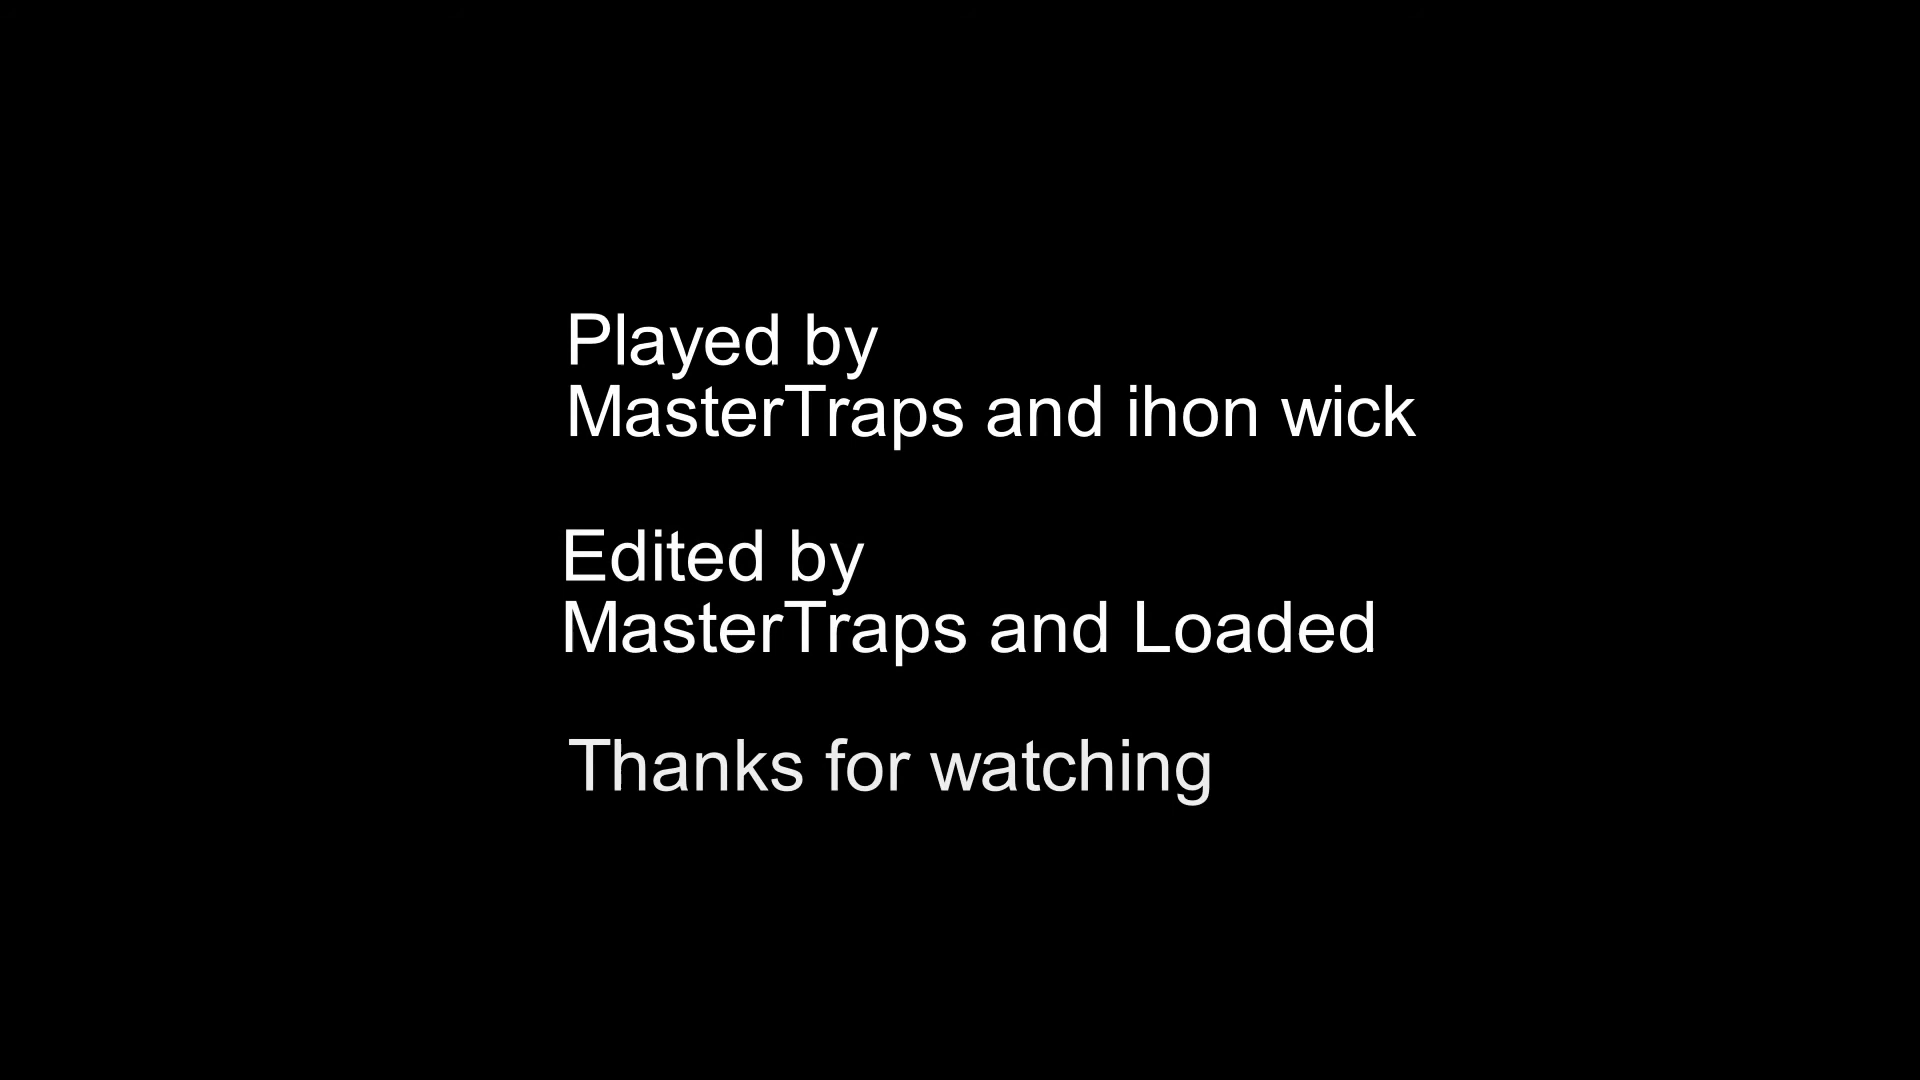 Played by
MasterTraps and ihon wick
Edited by
MasterTraps and Loaded
Thanks for watching